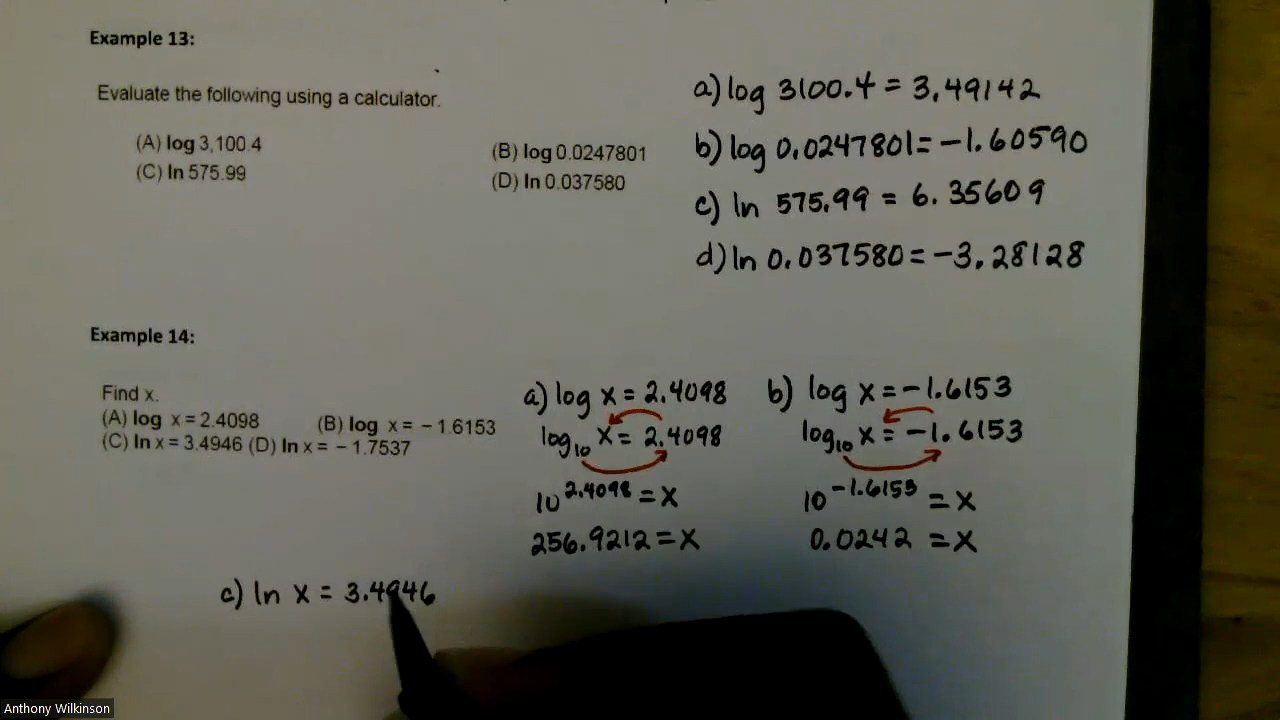 Example 13:
Evaluate the following using a calculator.
(A) log 3,100.4
(B) log 0.0247801
(C) ln 575.99
(D) ln 0.037580
a) log 3100.4 = 3.49142
b) log 0.0247801 = -1.60590
c) ln 575.99 = 6.35609
d) ln 0.037580 = -3.28128
Example 14:
Find x.
(A) log x = 2.4098 (B) log x = − 1.6153
(C) ln x = 3.4946 (D) ln x = − 1.7537
a) log x = 2.4098
log₁₀ x = 2.4098
10^2.4098 = x
256.9212 = x
b) log x = -1.6153
log₁₀ x = -1.6153
10^-1.6153 = x
0.0242 = x
c) ln x = 3.4946
Anthony Wilkinson